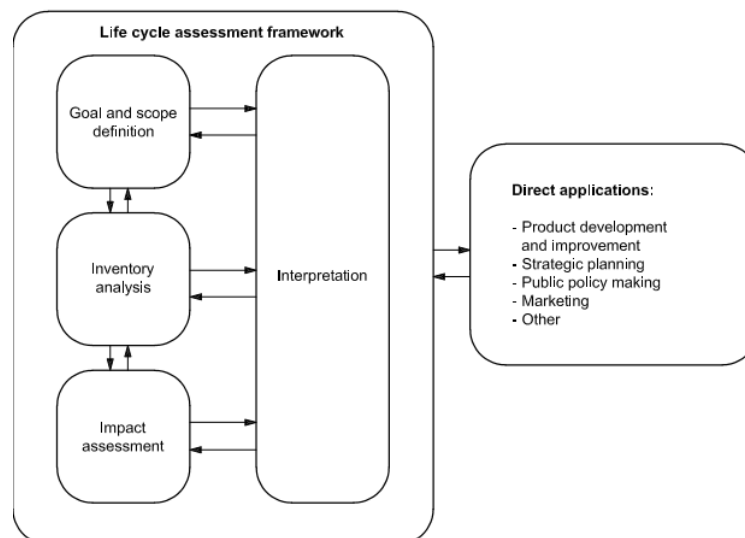 Life cycle assessment framework
Goal and scope
definition
Inventory
analysis
Impact
assessment
Interpretation
Direct applications:
- Product development
and improvement
- Strategic planning
- Public policy making
- Marketing
- Other